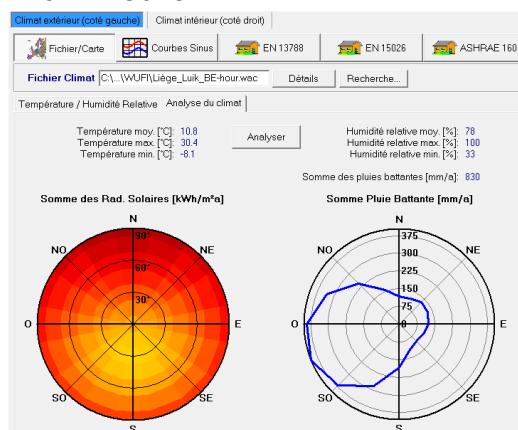 Climat extérieur (coté gauche) Climat intérieur (coté droit)
Fichier/Carte Courbes Sinus EN 13788 EN 15026 ASHRAE 160
Fichier Climat C:\...\WUFI\Liège_Luik_BE-hour.wac Détails Recherche...
Température / Humidité Relative Analyse du climat
Température moy. [°C]: 10.8
Température max. [°C]: 30.4
Température min. [°C]: -8.1
Analyser
Humidité relative moy. [%]: 78
Humidité relative max. [%]: 100
Humidité relative min. [%]: 33
Somme des pluies battantes [mm/a]: 830
Somme des Rad. Solaires [kWh/m²a]
N
NO NE
90°
60°
30°
O E
SO SE
S
Somme Pluie Battante [mm/a]
N
NO NE
375
300
225
150
75
0
O E
SO SE
S